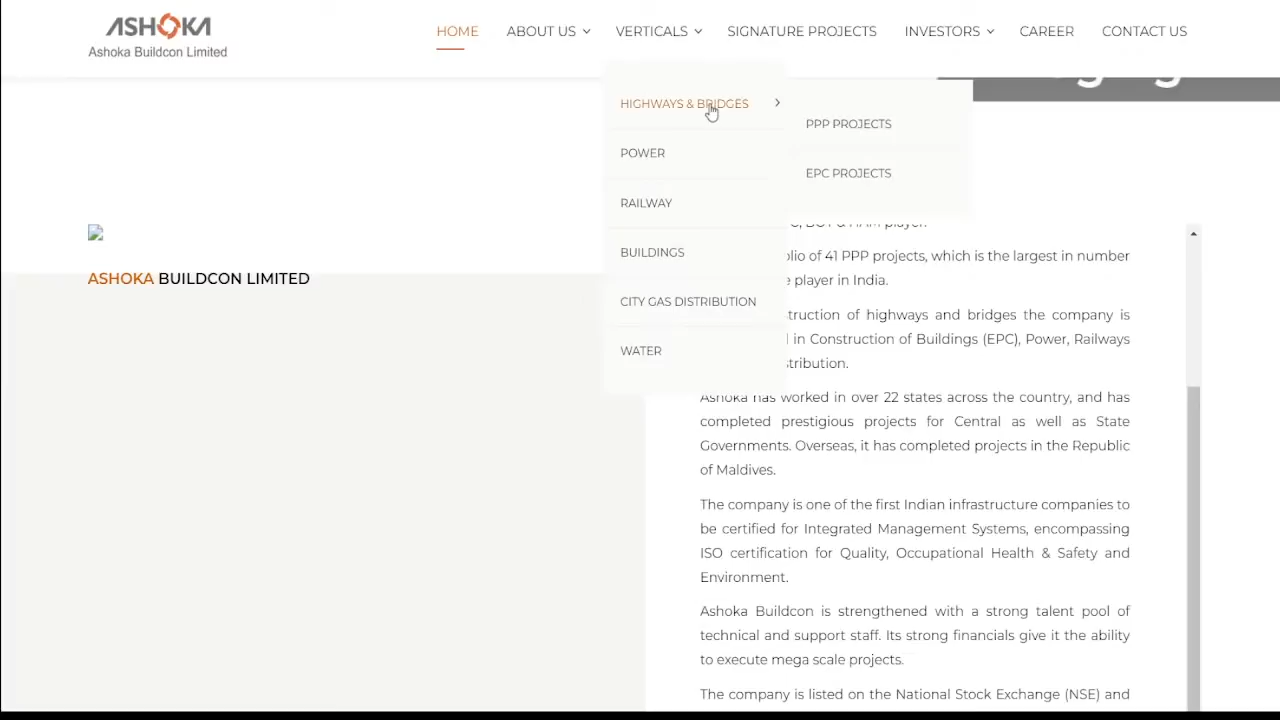 ASHOKA
Ashoka Buildcon Limited
HOME
ABOUT US
VERTICALS
SIGNATURE PROJECTS
INVESTORS
CAREER
CONTACT US
HIGHWAYS & BRIDGES
POWER
RAILWAY
BUILDINGS
CITY GAS DISTRIBUTION
WATER
PPP PROJECTS
EPC PROJECTS
ASHOKA BUILDCON LIMITED
player.
of 41 PPP projects, which is the largest in number
player in India.
of highways and bridges the company is
in Construction of Buildings (EPC), Power, Railways
Ashoka has worked in over 22 states across the country, and has
completed prestigious projects for Central as well as State
Governments. Overseas, it has completed projects in the Republic
of Maldives.
The company is one of the first Indian infrastructure companies to
be certified for Integrated Management Systems, encompassing
ISO certification for Quality, Occupational Health & Safety and
Environment.
Ashoka Buildcon is strengthened with a strong talent pool of
technical and support staff. Its strong financials give it the ability
to execute mega scale projects.
The company is listed on the National Stock Exchange (NSE) and